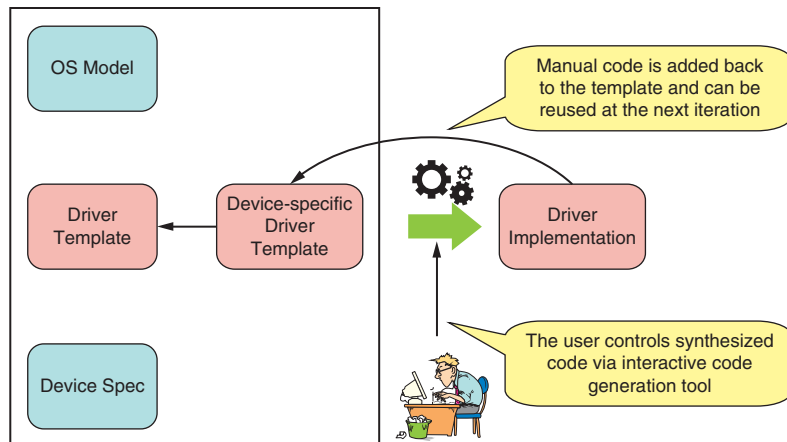 OS Model
Manual code is added back
to the template and can be
reused at the next iteration
Driver
Template
Device-specific
Driver
Template
Driver
Implementation
Device Spec
The user controls synthesized
code via interactive code
generation tool